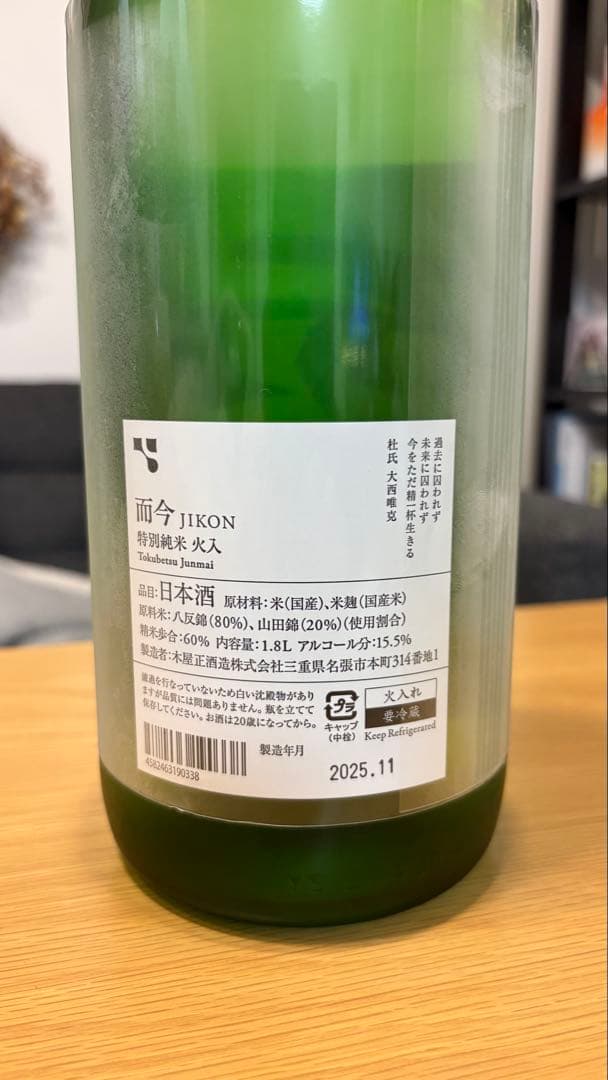 過去に囚われず
未来に囚われず
今をただ精一杯生きる
杜氏 大西唯克
而今 JIKON
特別純米 火入
Tokubetsu Junmai
品目:日本酒 原材料:米(国産)、米麹(国産米)
原料米:八反錦(80%)、山田錦(20%)(使用割合)
精米歩合:60% 内容量:1.8L アルコール分:15.5%
製造者:木屋正酒造株式会社三重県名張市本町314番地1
濾過を行なっていないため白い沈殿物があり
ますが品質には問題ありません。瓶を立てて
保存してください。お酒は20歳になってから。
プラ
キャップ
(中栓)
火入れ
要冷蔵
Keep Refrigerated
4582463190338
製造年月
2025.11